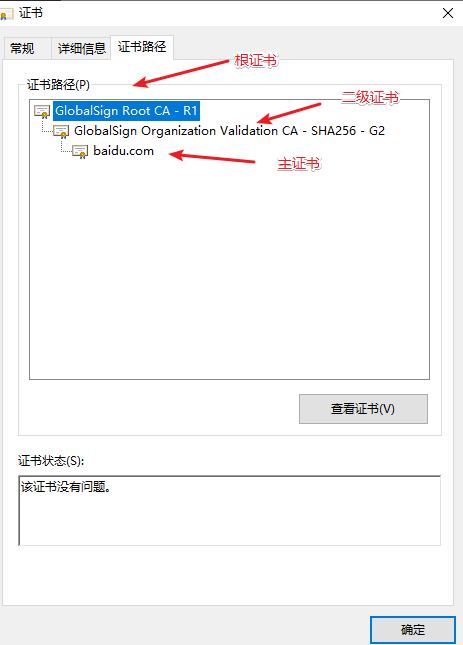 证书
常规
详细信息
证书路径
根证书
证书路径(P)
二级证书
GlobalSign Root CA - R1
GlobalSign Organization Validation CA - SHA256 - G2
baidu.com
主证书
查看证书(V)
证书状态(S):
该证书没有问题。
确定